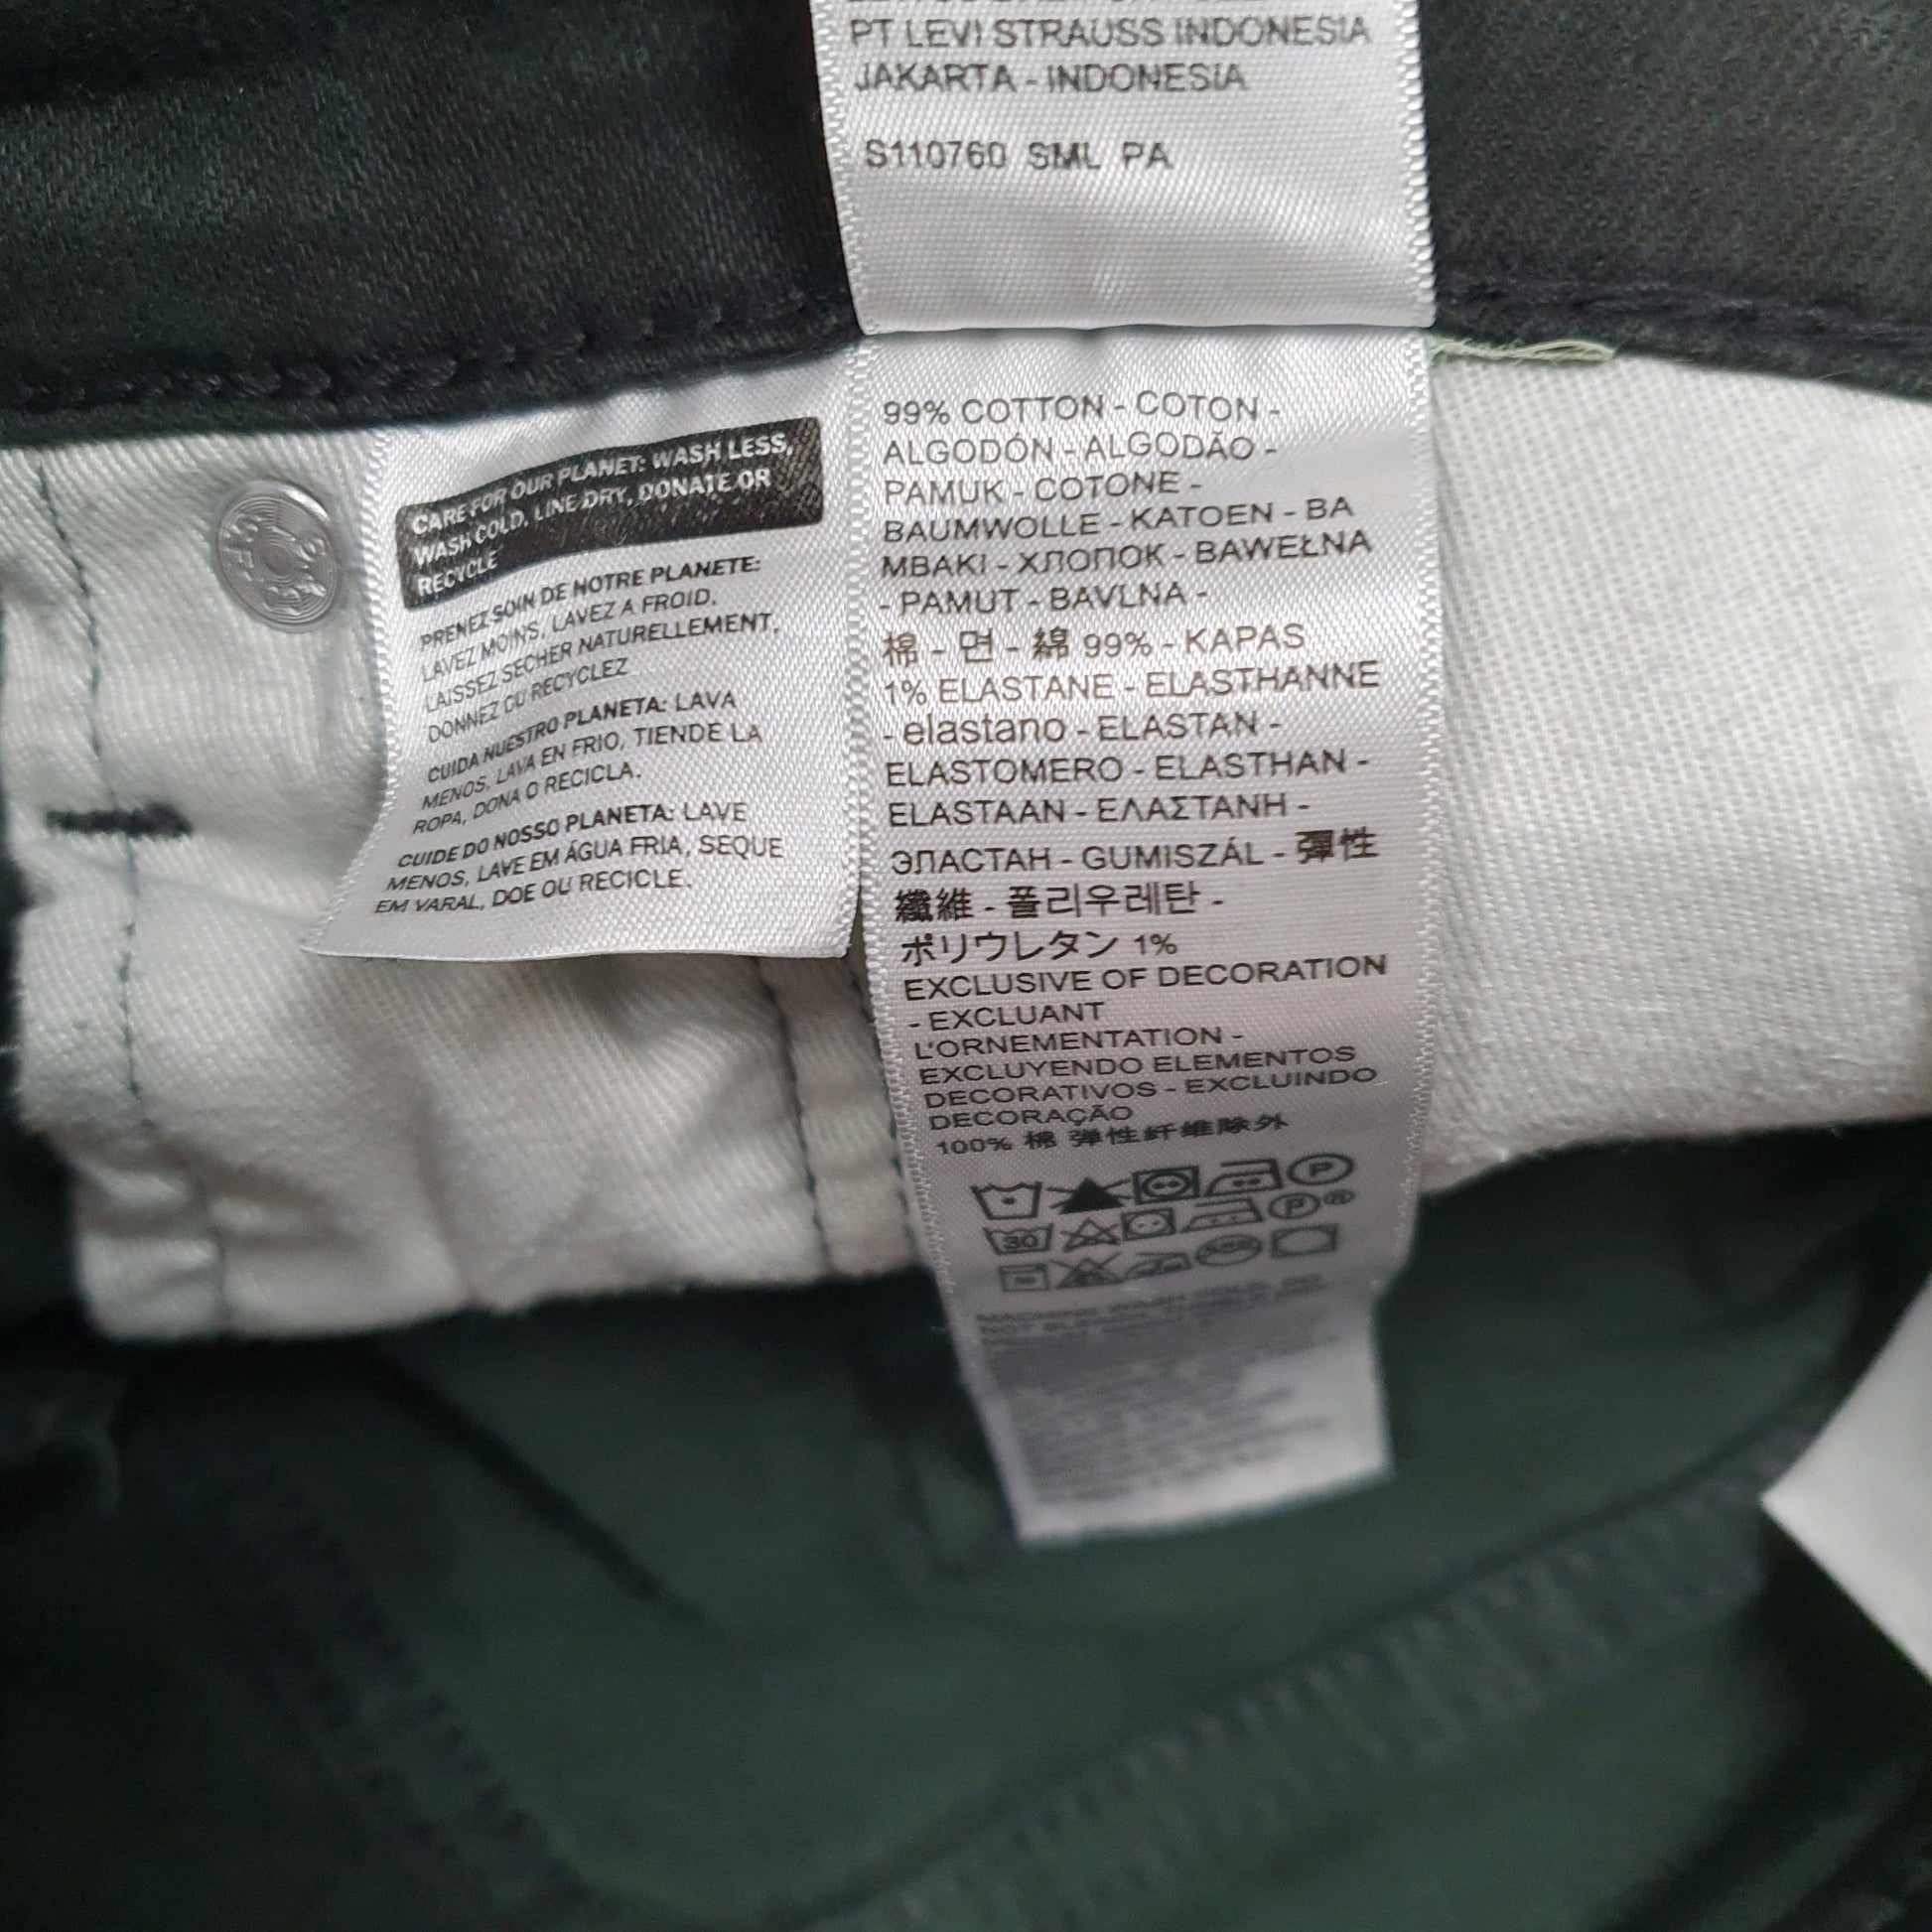 PT LEVI STRAUSS INDONESIA
JAKARTA - INDONESIA
S110760 SML PA
CARE FOR OUR PLANET: WASH LESS,
WASH COLD, LINE DRY, DONATE OR
RECYCLE
PRENEZ SOIN DE NOTRE PLANETE:
LAVEZ MOINS, LAVEZ A FROID,
LAISSEZ SECHER NATURELLEMENT,
DONNEZ OU RECYCLEZ
CUIDA NUESTRO PLANETA: LAVA
MENOS, LAVA EN FRIO, TIENDE LA
ROPA, DONA O RECICLA.
CUIDE DO NOSSO PLANETA: LAVE
MENOS, LAVE EM ÁGUA FRIA, SEQUE
EM VARAL, DOE OU RECICLE.
99% COTTON - COTON -
ALGODÓN - ALGODÃO -
PAMUK - COTONE -
BAUMWOLLE - KATOEN - BA
MBAKI - ХЛОПОК - BAWEŁNA
- PAMUT - BAVLNA -
棉 - 면 - 綿 99% - KAPAS
1% ELASTANE - ELASTHANNE
- elastano - ELASTAN -
ELASTOMERO - ELASTHAN -
ELASTAAN - ΕΛΑΣΤΑΝΗ -
ЭЛАСТАН - GUMISZÁL - 彈性
纖維 - 폴리우레탄 -
ポリウレタン 1%
EXCLUSIVE OF DECORATION
- EXCLUANT
L'ORNEMENTATION -
EXCLUYENDO ELEMENTOS
DECORATIVOS - EXCLUINDO
DECORAÇÃO
100% 棉 弹性纤维除外
P
30 P